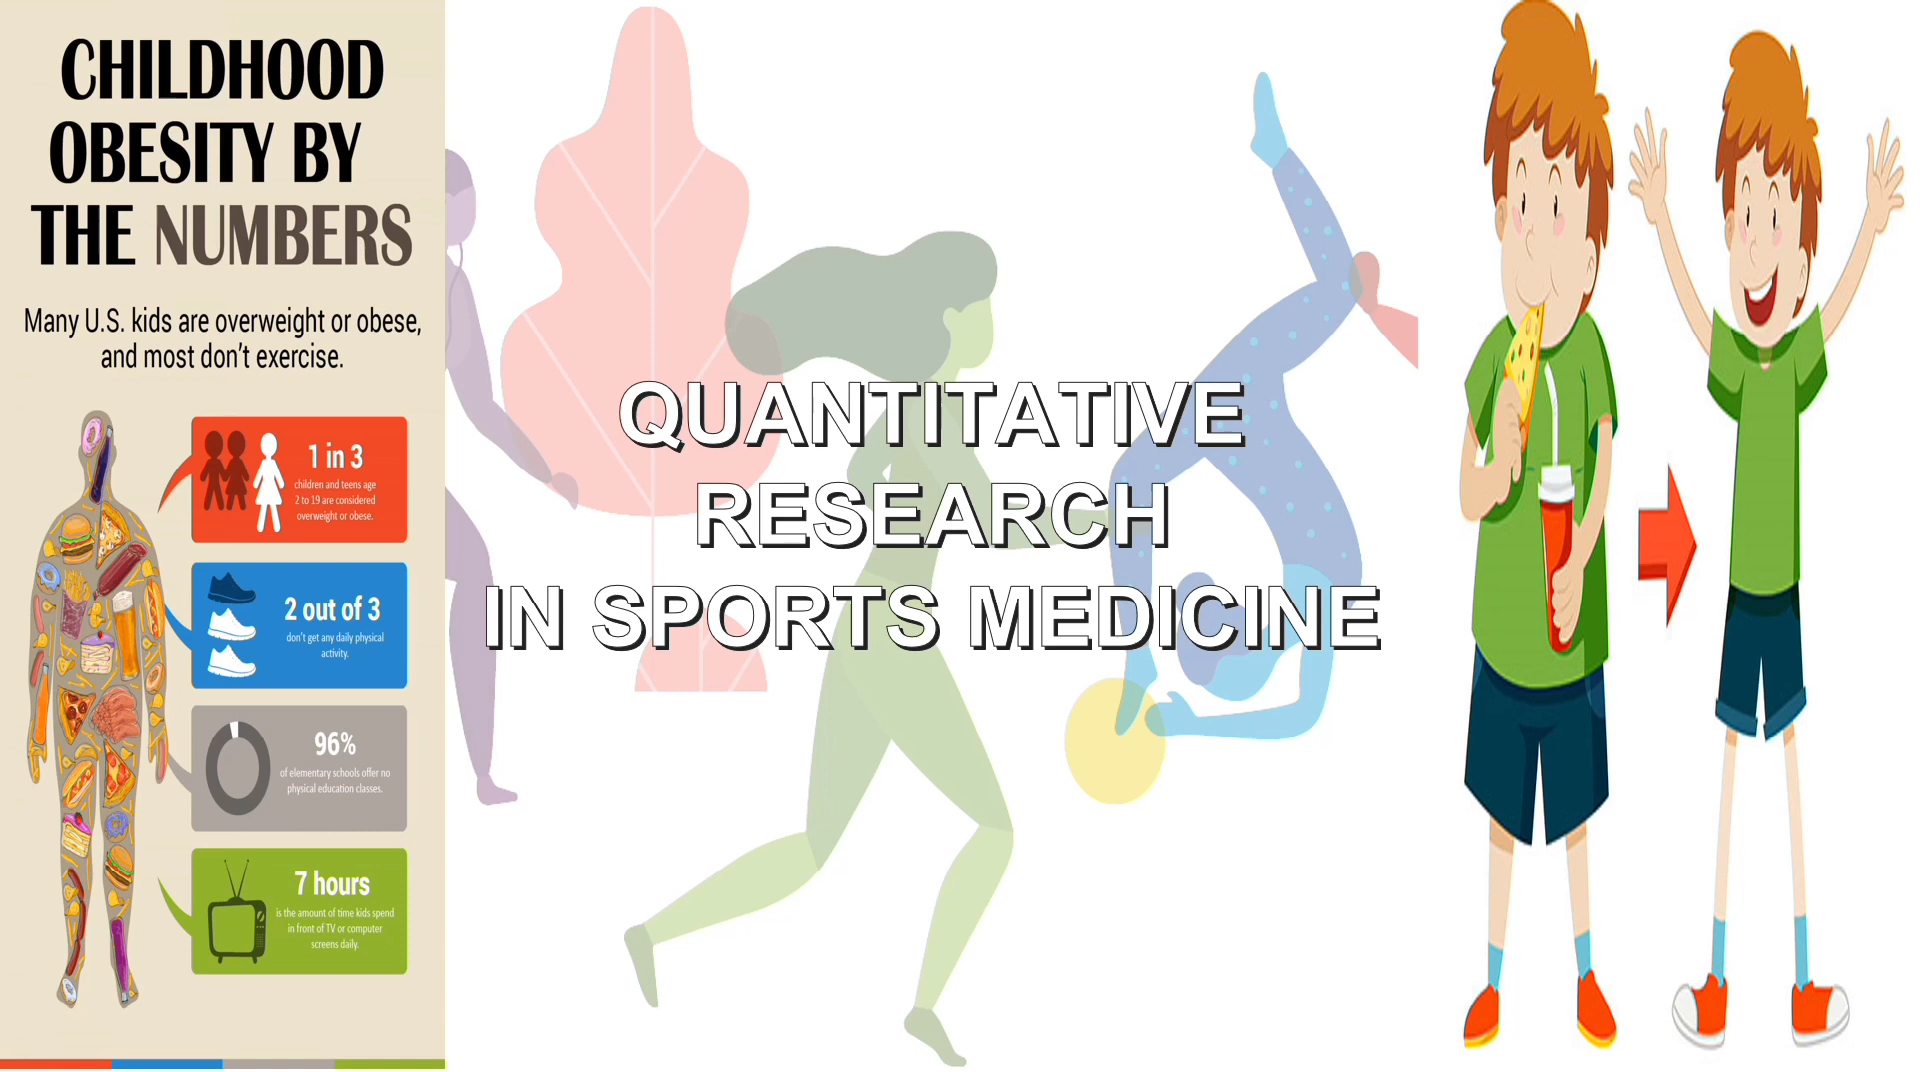 CHILDHOOD
OBESITY BY
THE NUMBERS
Many U.S. kids are overweight or obese,
and most don't exercise.
1 in 3
children and teens age
2 to 19 are considered
overweight or obese.
2 out of 3
don't get any daily physical
activity.
96%
of elementary schools offer no
physical education classes.
7 hours
is the amount of time kids spend
in front of TV or computer
screens daily.
QUANTITATIVE
RESEARCH
IN SPORTS MEDICINE